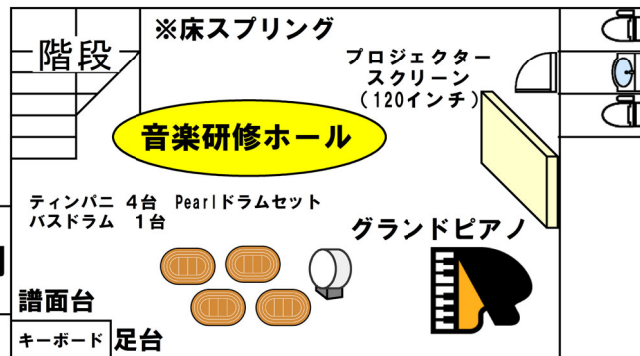 ※床スプリング
階段
プロジェクター
スクリーン
（120インチ）
音楽研修ホール
ティンパニ 4台 Pearlドラムセット
バスドラム 1台
グランドピアノ
譜面台
キーボード 足台